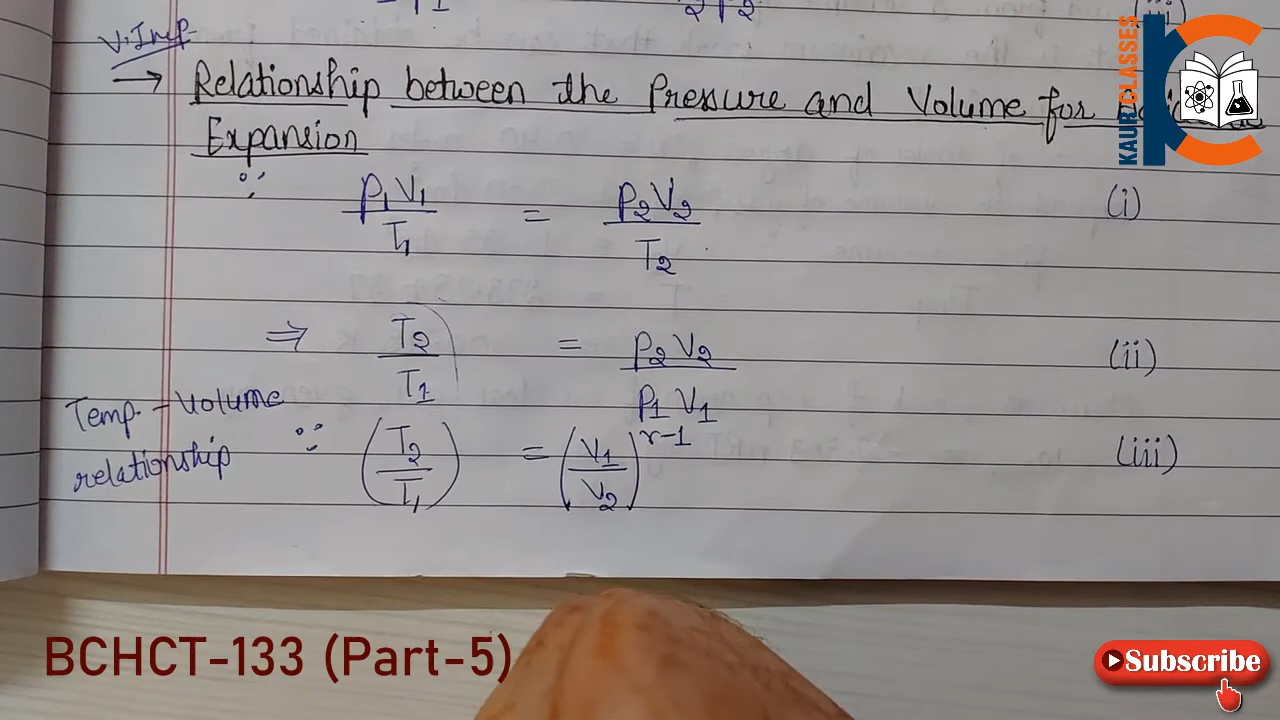 V. Imp.
→ Relationship between the Pressure and Volume for
Expansion
∵ P₁V₁/T₁ = P₂V₂/T₂ (i)
⇒ T₂/T₁ = P₂V₂/P₁V₁ (ii)
Temp. - Volume
relationship ∵ (T₂/T₁) = (V₁/V₂)^(r-1) (iii)
KAUR CLASSES
BCHCT-133 (Part-5)
Subscribe